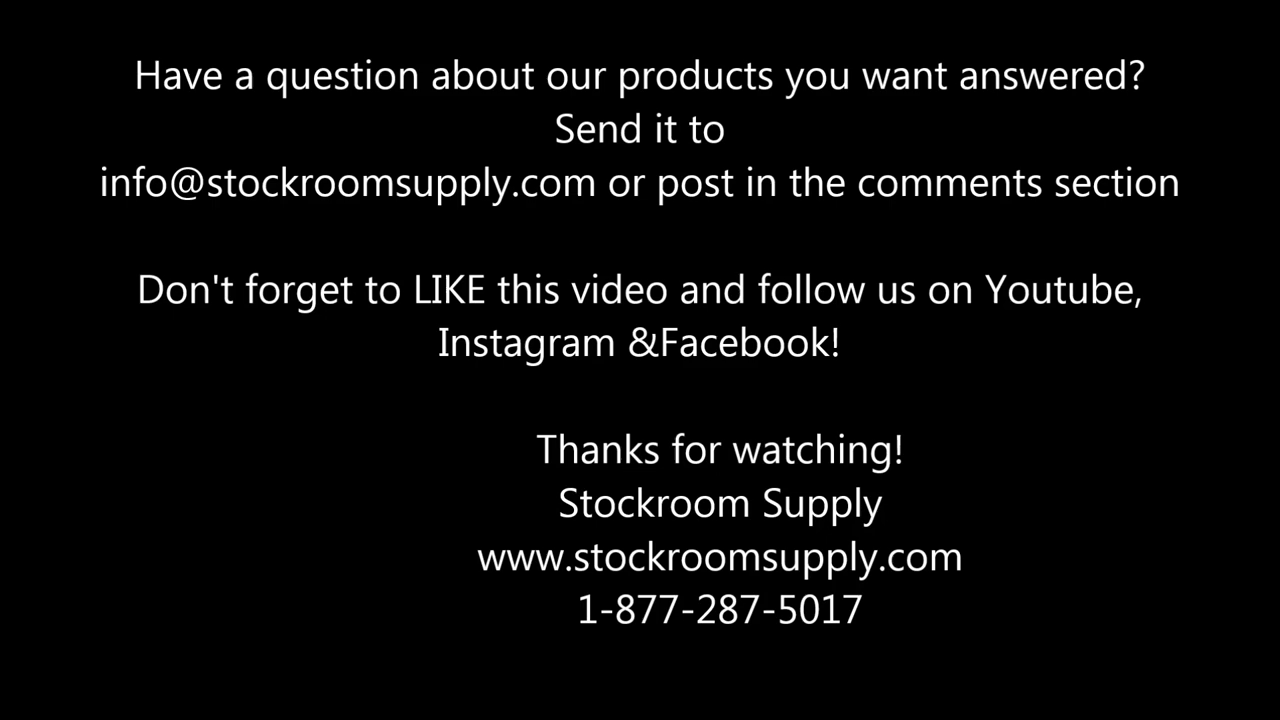 Have a question about our products you want answered?
Send it to
info@stockroomsupply.com or post in the comments section
Don't forget to LIKE this video and follow us on Youtube,
Instagram &Facebook!
Thanks for watching!
Stockroom Supply
www.stockroomsupply.com
1-877-287-5017